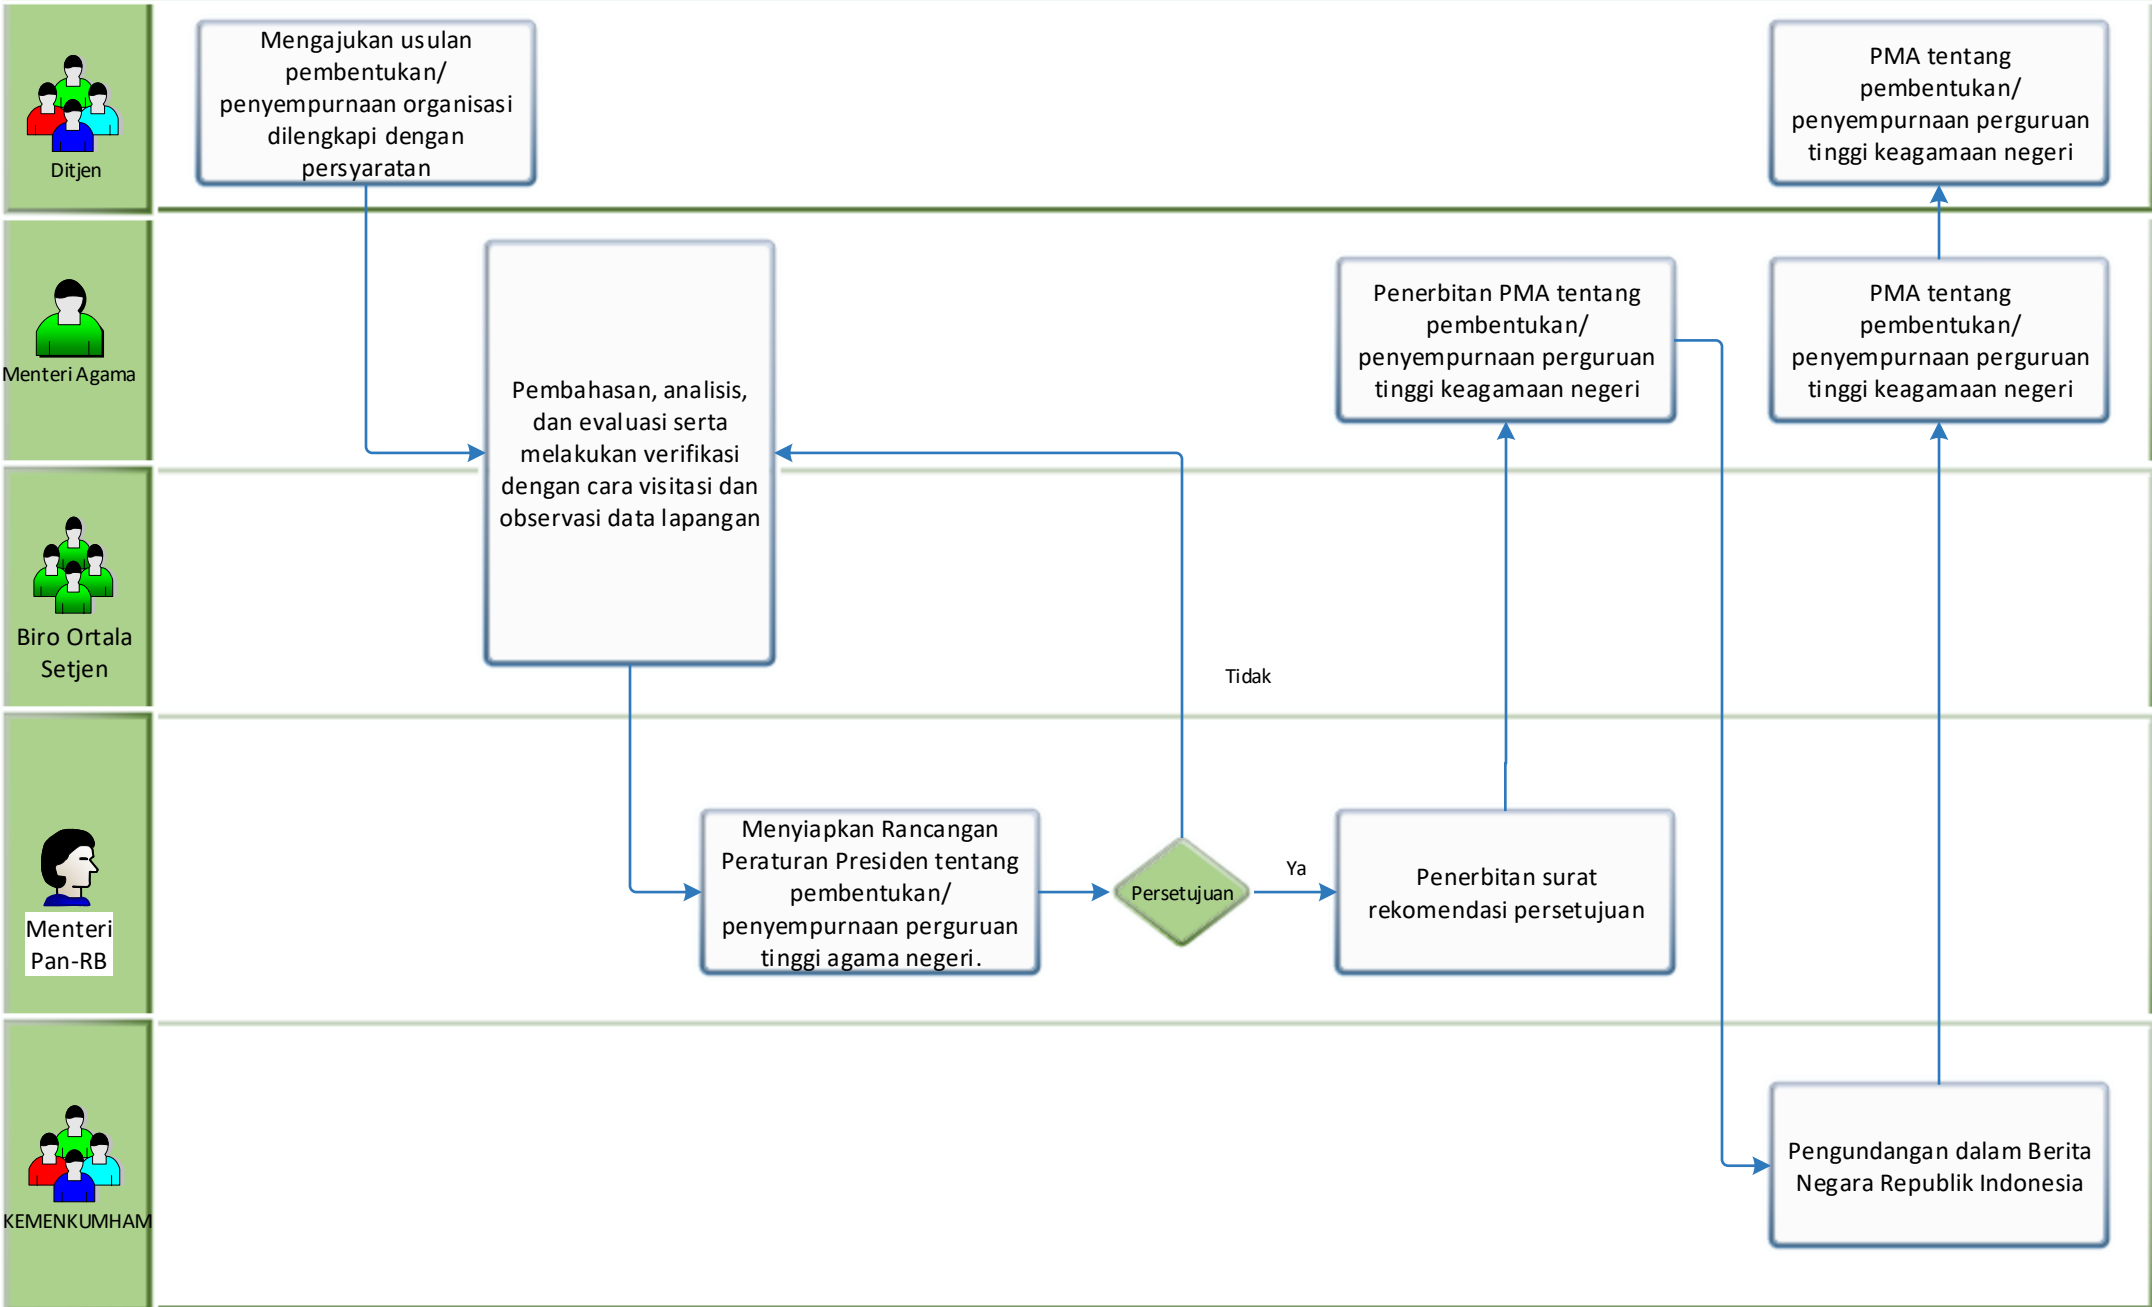 Ditjen
Mengajukan usulan
pembentukan/
penyempurnaan organisasi
dilengkapi dengan
persyaratan
PMA tentang
pembentukan/
penyempurnaan perguruan
tinggi keagamaan negeri
Menteri Agama
Pembahasan, analisis,
dan evaluasi serta
melakukan verifikasi
dengan cara visitasi dan
observasi data lapangan
Penerbitan PMA tentang
pembentukan/
penyempurnaan perguruan
tinggi keagamaan negeri
PMA tentang
pembentukan/
penyempurnaan perguruan
tinggi keagamaan negeri
Biro Ortala
Setjen
Tidak
Menteri
Pan-RB
Menyiapkan Rancangan
Peraturan Presiden tentang
pembentukan/
penyempurnaan perguruan
tinggi agama negeri.
Persetujuan
Ya
Penerbitan surat
rekomendasi persetujuan
KEMENKUMHAM
Pengundangan dalam Berita
Negara Republik Indonesia